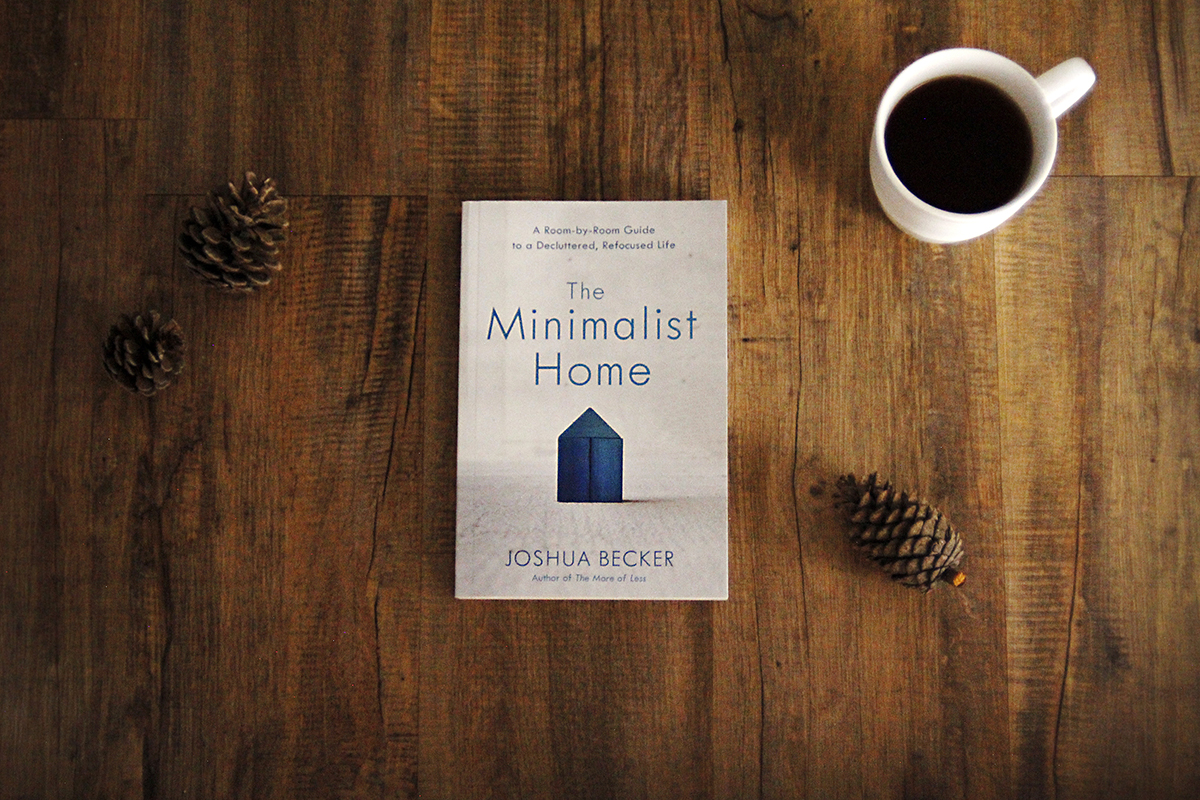 A Room-by-Room Guide
to a Decluttered, Refocused Life
The
Minimalist
Home
JOSHUA BECKER
Author of The More of Less